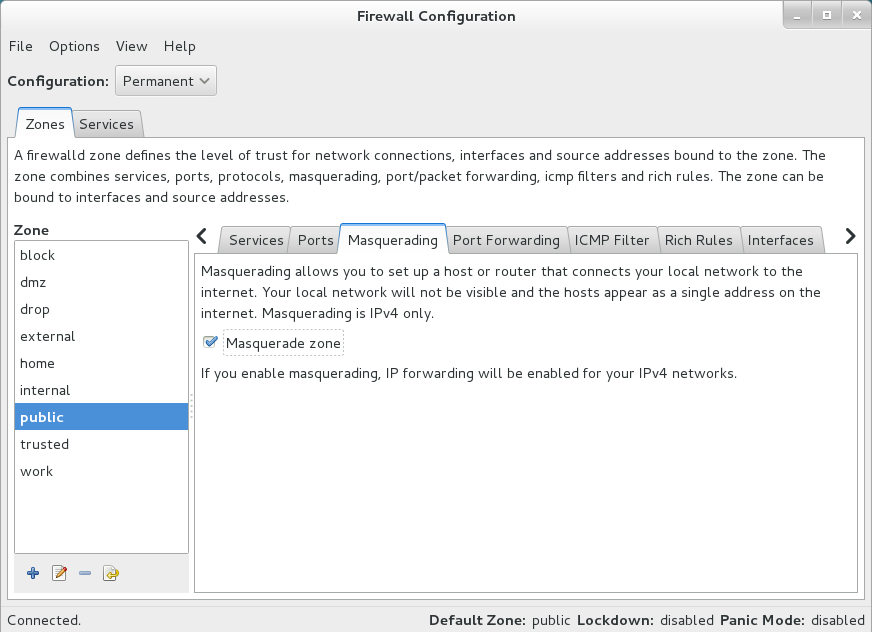 Firewall Configuration
File Options View Help
Configuration: Permanent
Zones Services
A firewalld zone defines the level of trust for network connections, interfaces and source addresses bound to the zone. The
zone combines services, ports, protocols, masquerading, port/packet forwarding, icmp filters and rich rules. The zone can be
bound to interfaces and source addresses.
Zone
block
dmz
drop
external
home
internal
public
trusted
work
Services Ports Masquerading Port Forwarding ICMP Filter Rich Rules Interfaces
Masquerading allows you to set up a host or router that connects your local network to the
internet. Your local network will not be visible and the hosts appear as a single address on the
internet. Masquerading is IPv4 only.
Masquerade zone
If you enable masquerading, IP forwarding will be enabled for your IPv4 networks.
Connected.
Default Zone: public Lockdown: disabled Panic Mode: disabled